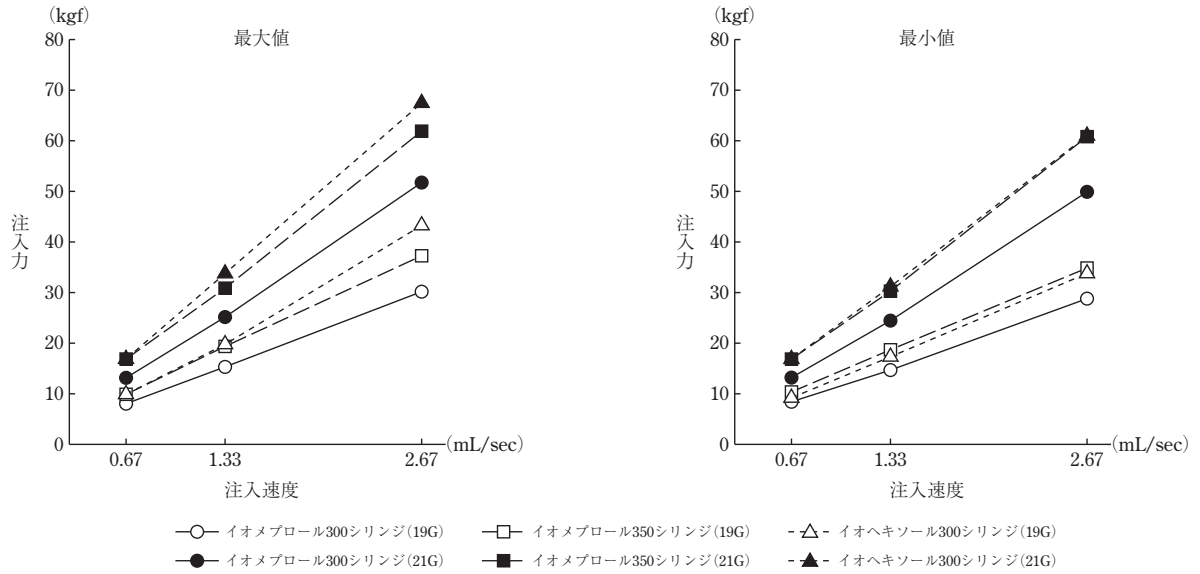 (kgf)
最大値
80
70
60
50
40
30
20
10
0
注入力
0.67
1.33
2.67
(mL/sec)
注入速度
(kgf)
最小値
80
70
60
50
40
30
20
10
0
注入力
0.67
1.33
2.67
(mL/sec)
注入速度
イオメプロール300シリンジ(19G)
イオメプロール350シリンジ(19G)
イオヘキソール300シリンジ(19G)
イオメプロール300シリンジ(21G)
イオメプロール350シリンジ(21G)
イオヘキソール300シリンジ(21G)